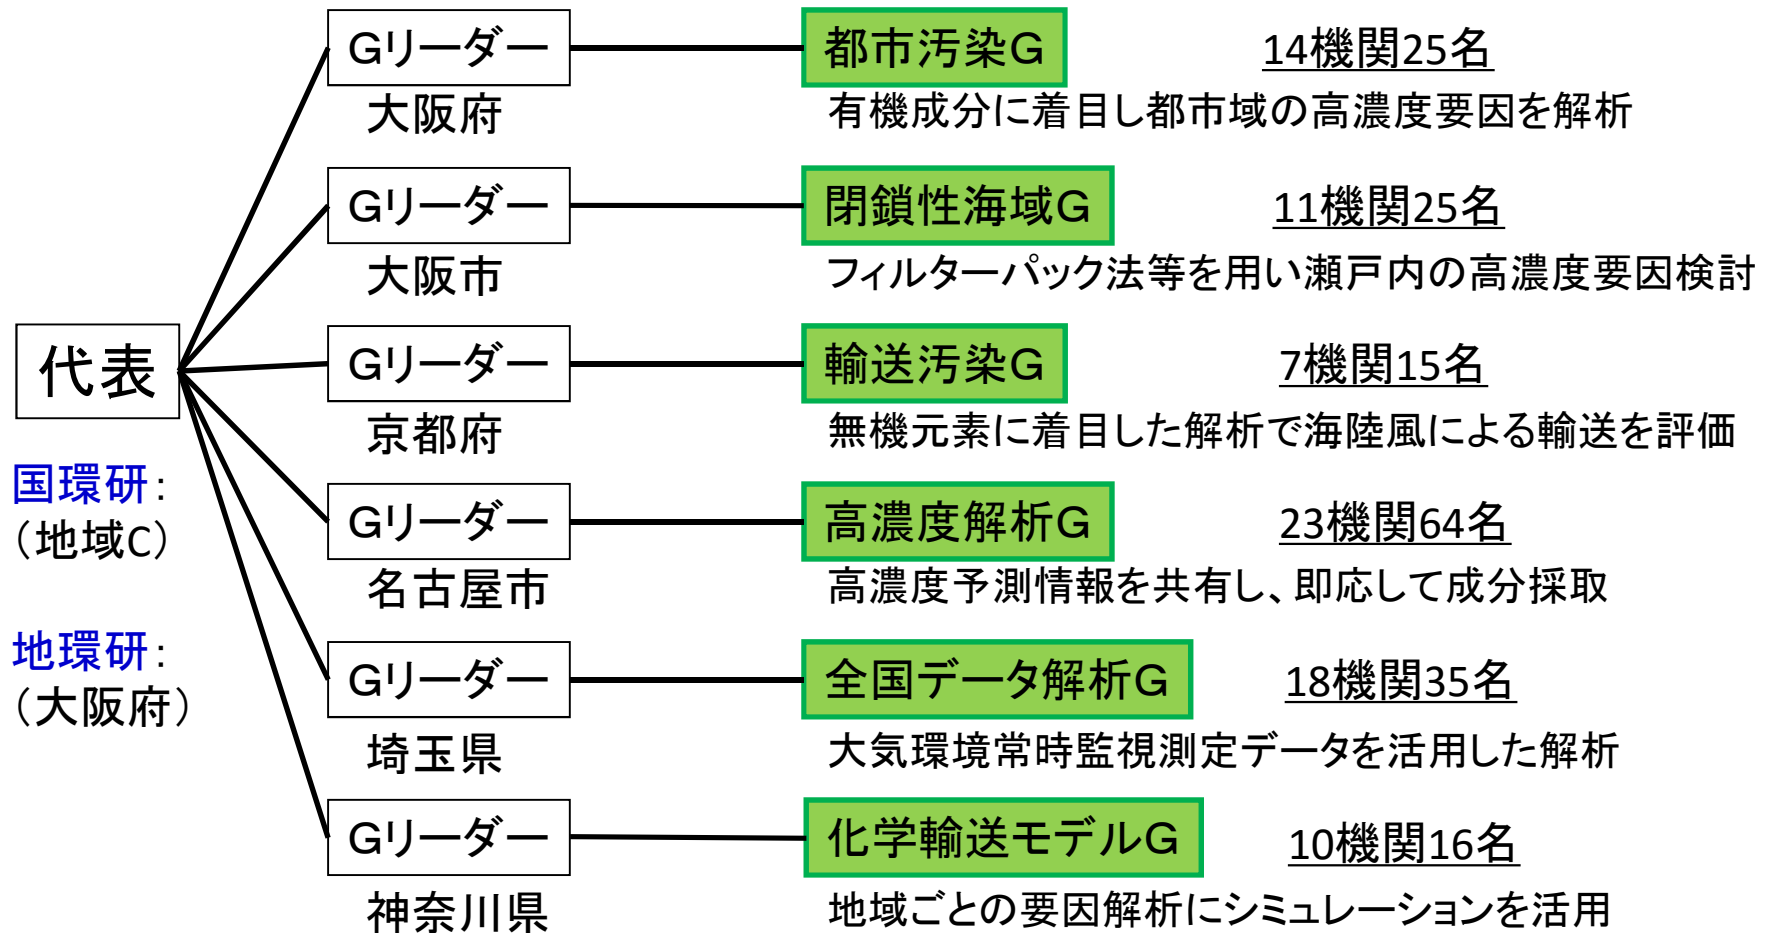 代表
国環研：
（地域C）
地環研：
（大阪府）
Gリーダー
大阪府
都市汚染G
14機関25名
有機成分に着目し都市域の高濃度要因を解析
Gリーダー
大阪市
閉鎖性海域G
11機関25名
フィルターパック法等を用い瀬戸内の高濃度要因検討
Gリーダー
京都府
輸送汚染G
7機関15名
無機元素に着目した解析で海陸風による輸送を評価
Gリーダー
名古屋市
高濃度解析G
23機関64名
高濃度予測情報を共有し、即応して成分採取
Gリーダー
埼玉県
全国データ解析G
18機関35名
大気環境常時監視測定データを活用した解析
Gリーダー
神奈川県
化学輸送モデルG
10機関16名
地域ごとの要因解析にシミュレーションを活用